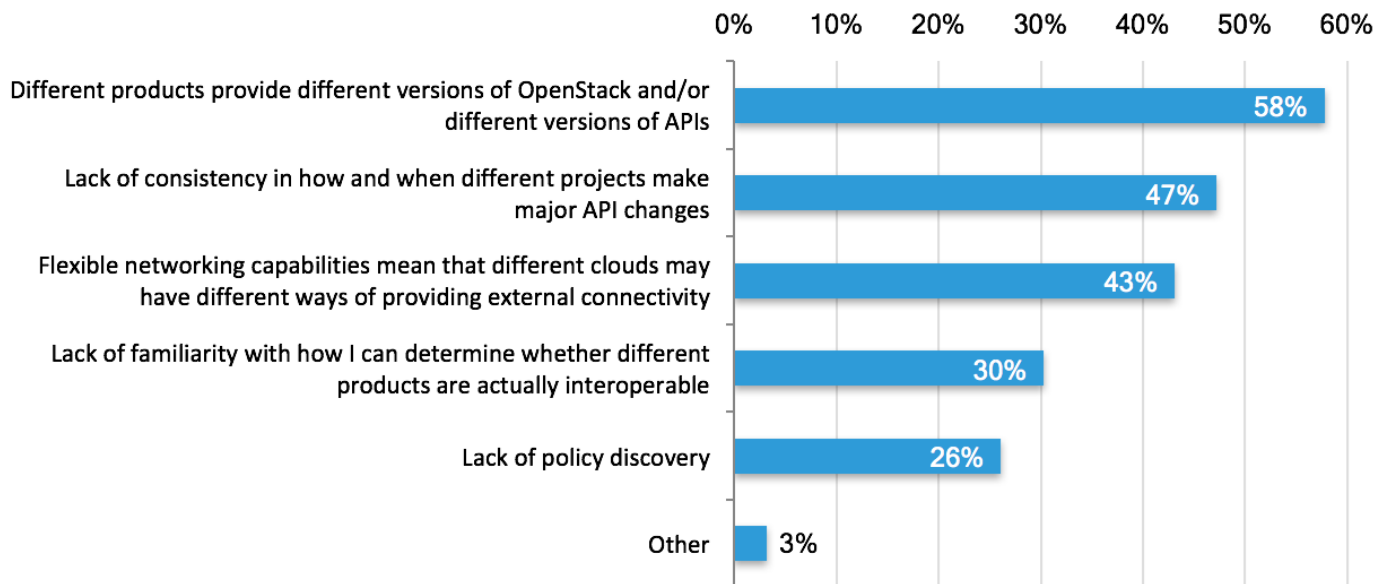 0% 10% 20% 30% 40% 50% 60%
Different products provide different versions of OpenStack and/or
different versions of APIs
58%
Lack of consistency in how and when different projects make
major API changes
47%
Flexible networking capabilities mean that different clouds may
have different ways of providing external connectivity
43%
Lack of familiarity with how I can determine whether different
products are actually interoperable
30%
Lack of policy discovery
26%
Other
3%